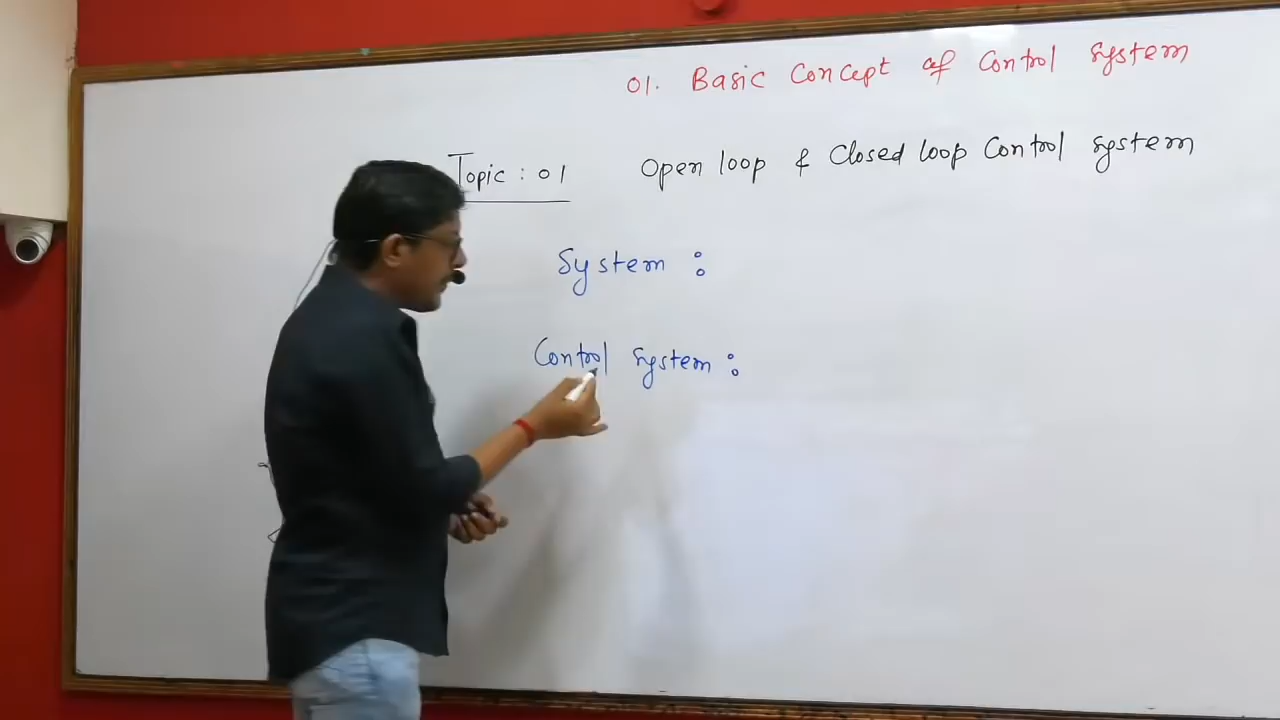 01. Basic Concept of Control System
Topic : 01 Open loop & Closed loop Control System
System :
Control System :